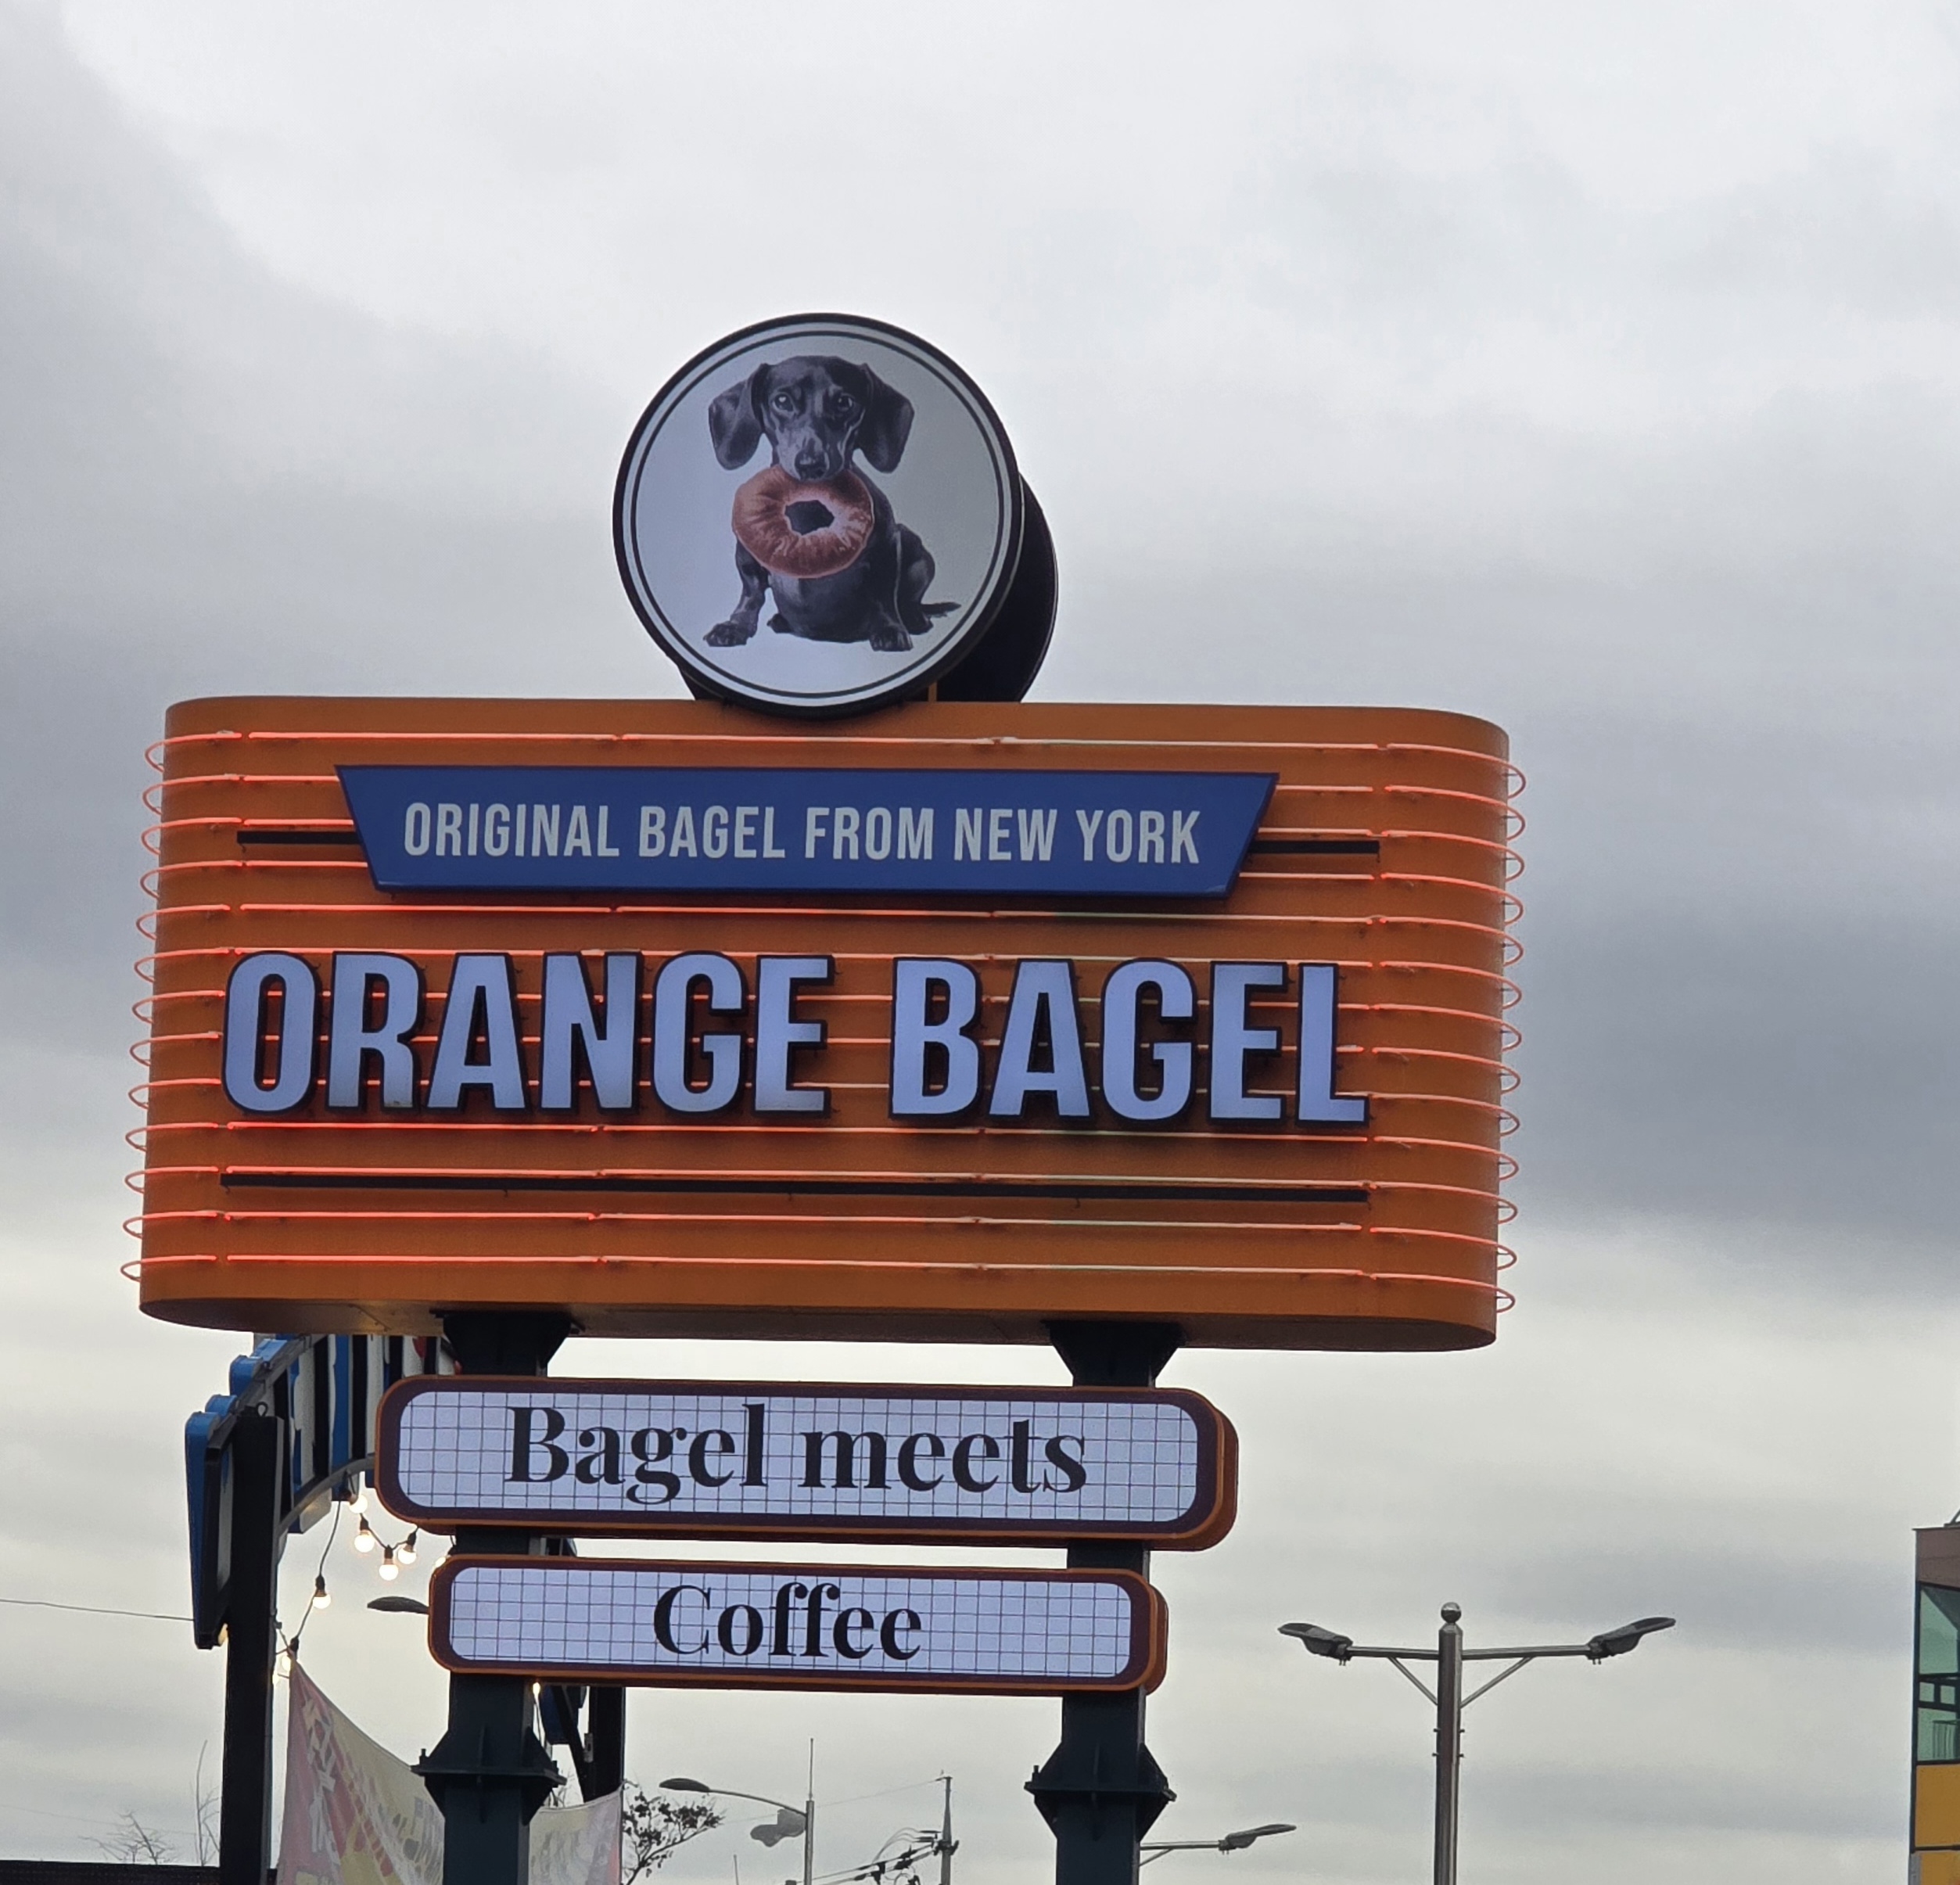 ORIGINAL BAGEL FROM NEW YORK
ORANGE BAGEL
Bagel meets
Coffee